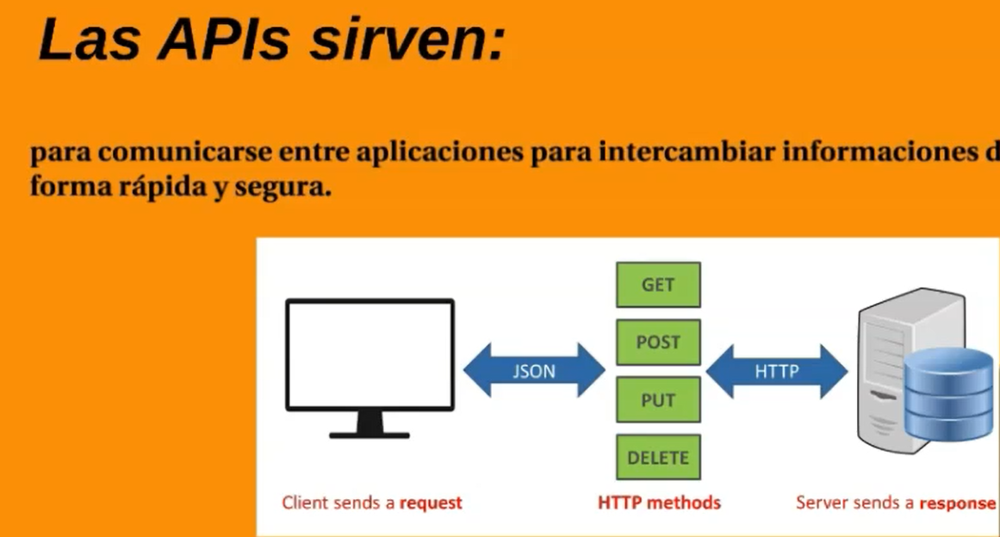 Las APIs sirven:
para comunicarse entre aplicaciones para intercambiar informaciones
forma rápida y segura.
GET
POST
JSON
HTTP
PUT
DELETE
Client sends a request
HTTP methods
Server sends a response